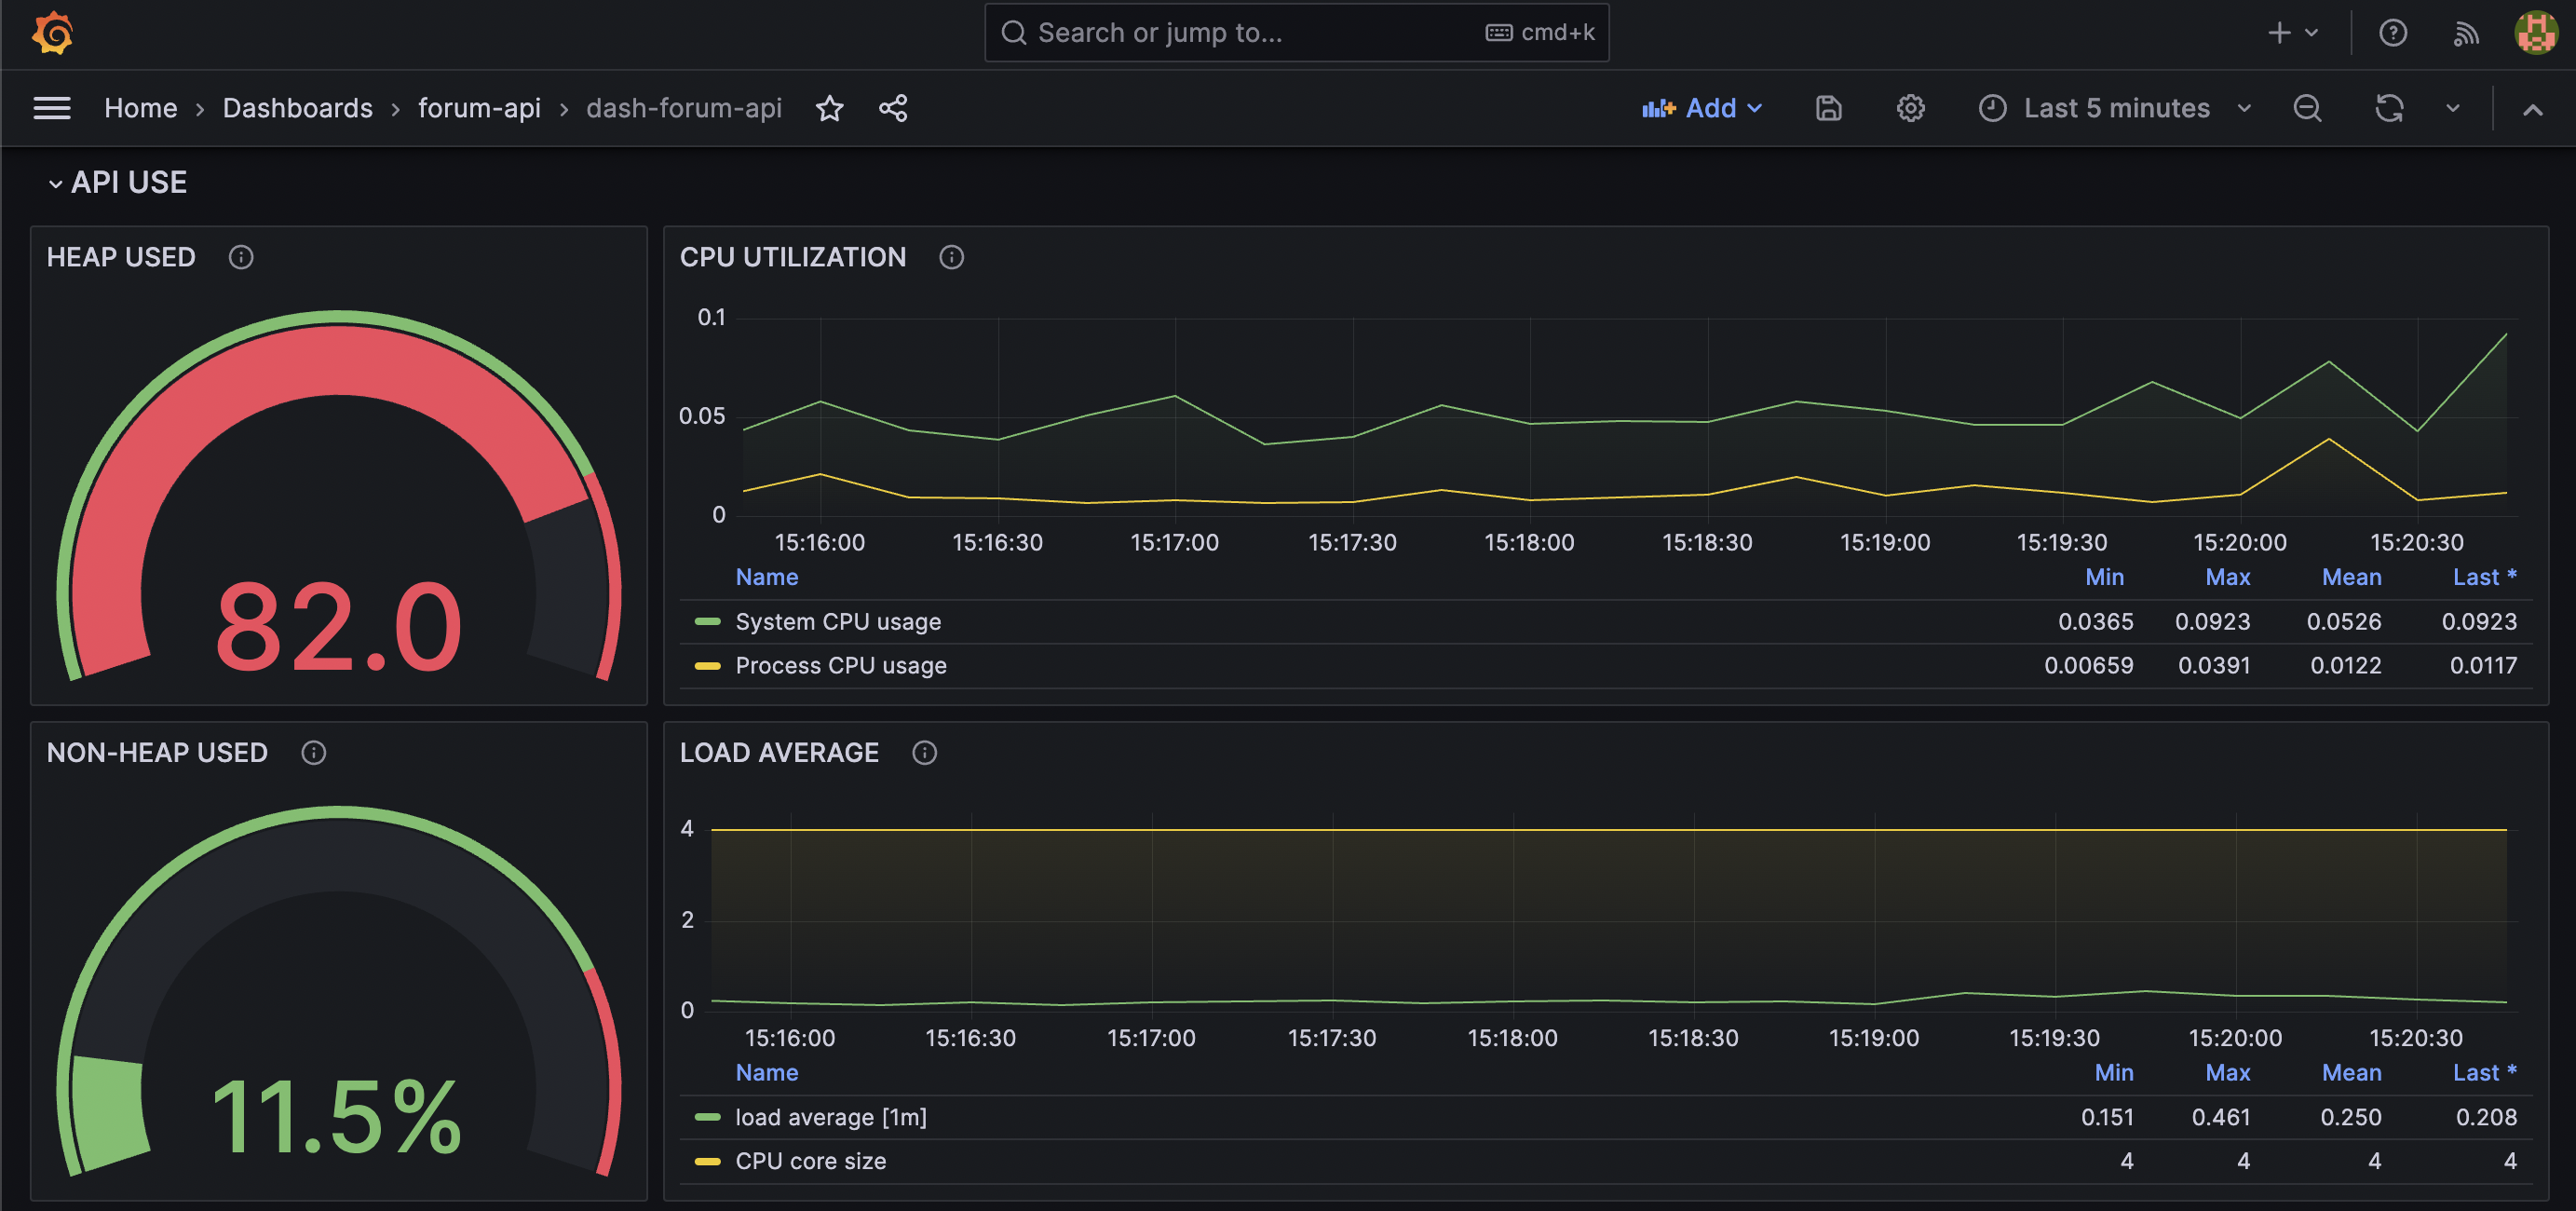 Search or jump to... cmd+k
Home › Dashboards › forum-api › dash-forum-api Add Last 5 minutes
API USE
HEAP USED
82.0
CPU UTILIZATION
0.1
0.05
0
15:16:00 15:16:30 15:17:00 15:17:30 15:18:00 15:18:30 15:19:00 15:19:30 15:20:00 15:20:30
Name Min Max Mean Last *
System CPU usage 0.0365 0.0923 0.0526 0.0923
Process CPU usage 0.00659 0.0391 0.0122 0.0117
NON-HEAP USED
11.5%
LOAD AVERAGE
4
2
0
15:16:00 15:16:30 15:17:00 15:17:30 15:18:00 15:18:30 15:19:00 15:19:30 15:20:00 15:20:30
Name Min Max Mean Last *
load average [1m] 0.151 0.461 0.250 0.208
CPU core size 4 4 4 4